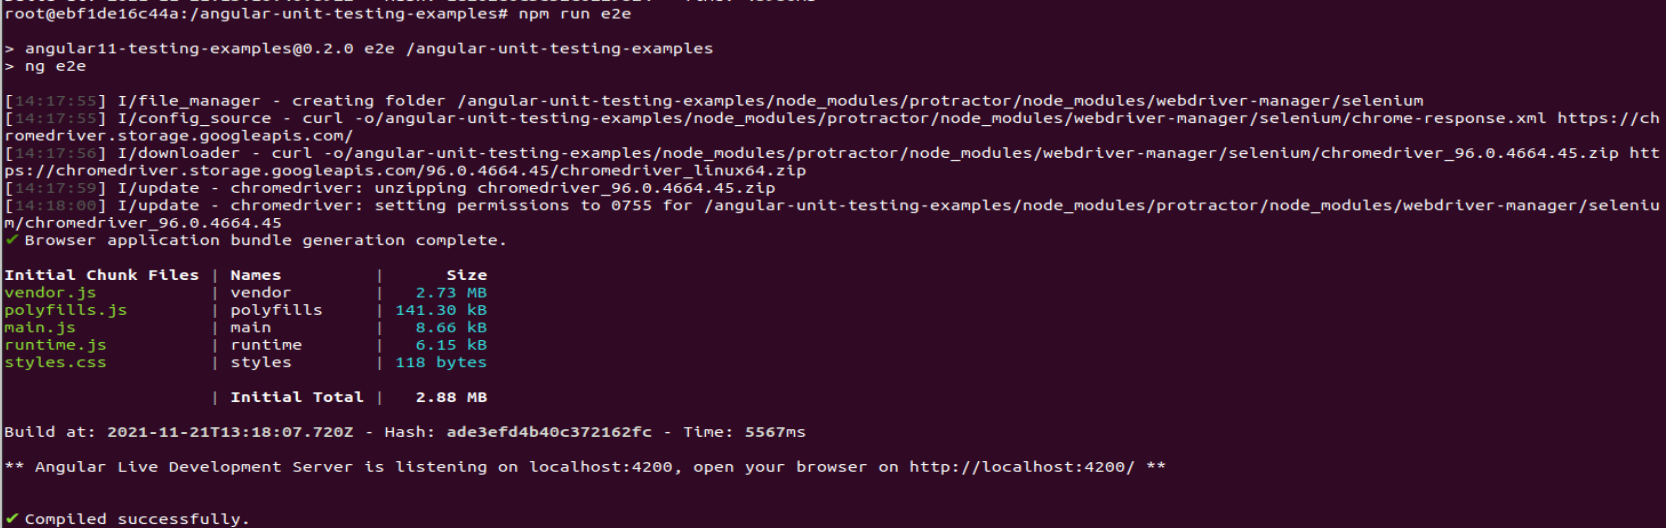 root@ebf1de16c44a:/angular-unit-testing-examples# npm run e2e
> angular11-testing-examples@0.2.0 e2e /angular-unit-testing-examples
> ng e2e
[14:17:55] I/file_manager - creating folder /angular-unit-testing-examples/node_modules/protractor/node_modules/webdriver-manager/selenium
[14:17:55] I/config_source - curl -o/angular-unit-testing-examples/node_modules/protractor/node_modules/webdriver-manager/selenium/chrome-response.xml https://ch
romedriver.storage.googleapis.com/
[14:17:56] I/downloader - curl -o/angular-unit-testing-examples/node_modules/protractor/node_modules/webdriver-manager/selenium/chromedriver_96.0.4664.45.zip htt
ps://chromedriver.storage.googleapis.com/96.0.4664.45/chromedriver_linux64.zip
[14:17:59] I/update - chromedriver: unzipping chromedriver_96.0.4664.45.zip
[14:18:00] I/update - chromedriver: setting permissions to 0755 for /angular-unit-testing-examples/node_modules/protractor/node_modules/webdriver-manager/seleniu
m/chromedriver_96.0.4664.45
✔ Browser application bundle generation complete.
Initial Chunk Files | Names | Size
vendor.js | vendor | 2.73 MB
polyfills.js | polyfills | 141.30 kB
main.js | main | 8.66 kB
runtime.js | runtime | 6.15 kB
styles.css | styles | 118 bytes
| Initial Total | 2.88 MB
Build at: 2021-11-21T13:18:07.720Z - Hash: ade3efd4b40c372162fc - Time: 5567ms
** Angular Live Development Server is listening on localhost:4200, open your browser on http://localhost:4200/ **
✔ Compiled successfully.